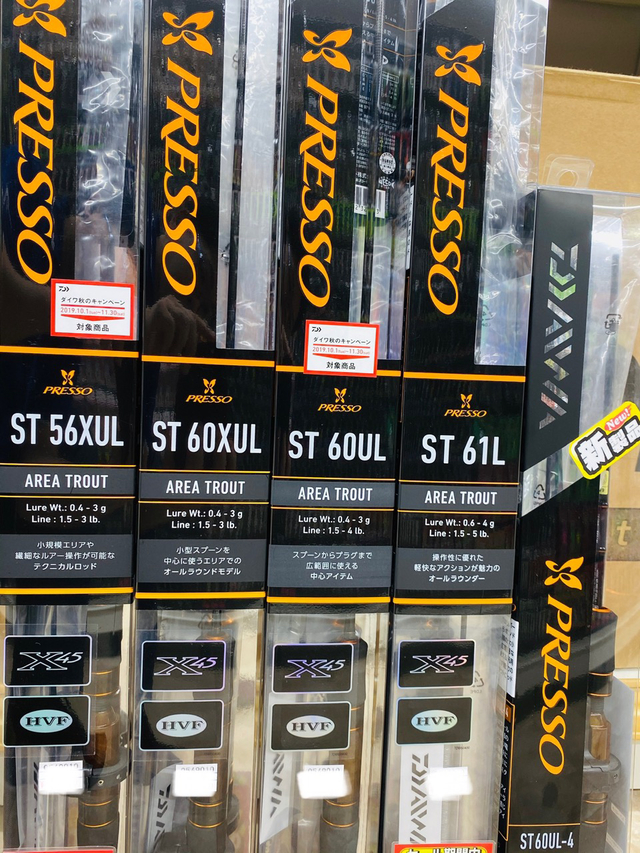 PRESSO
ダイワ秋のキャンペーン
対象商品
PRESSO
ST 56XUL
AREA TROUT
Lure Wt.: 0.4 - 3 g
Line : 1.5 - 3 lb.
小規模エリアや
繊細なルアー操作が可能な
テクニカルロッド
X45
HVF
PRESSO
PRESSO
ST 60XUL
AREA TROUT
Lure Wt.: 0.4 - 3 g
Line : 1.5 - 3 lb.
小型スプーンを
中心に使うエリアでの
オールラウンドモデル
X45
HVF
PRESSO
ダイワ秋のキャンペーン
対象商品
PRESSO
ST 60UL
AREA TROUT
Lure Wt.: 0.4 - 3 g
Line : 1.5 - 4 lb.
スプーンからプラグまで
広範囲に使える
中心アイテム
X45
HVF
PRESSO
PRESSO
ST 61L
AREA TROUT
Lure Wt.: 0.6 - 4 g
Line : 1.5 - 5 lb.
操作性に優れた
軽快なアクションが魅力の
オールラウンダー
X45
HVF
DAIWA
DAIWA
New!
新製品
PRESSO
ST60UL-4